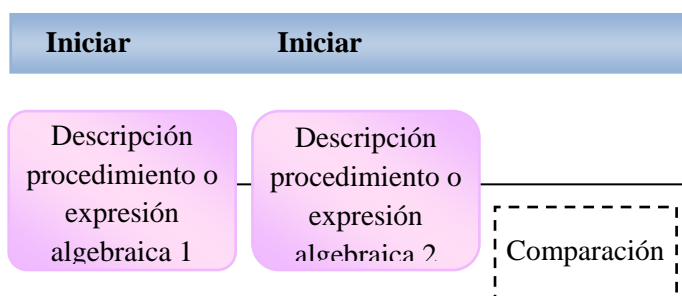 Iniciar Iniciar
Descripción
procedimiento o
expresión
algebraica 1
Descripción
procedimiento o
expresión
algebraica 2
Comparación